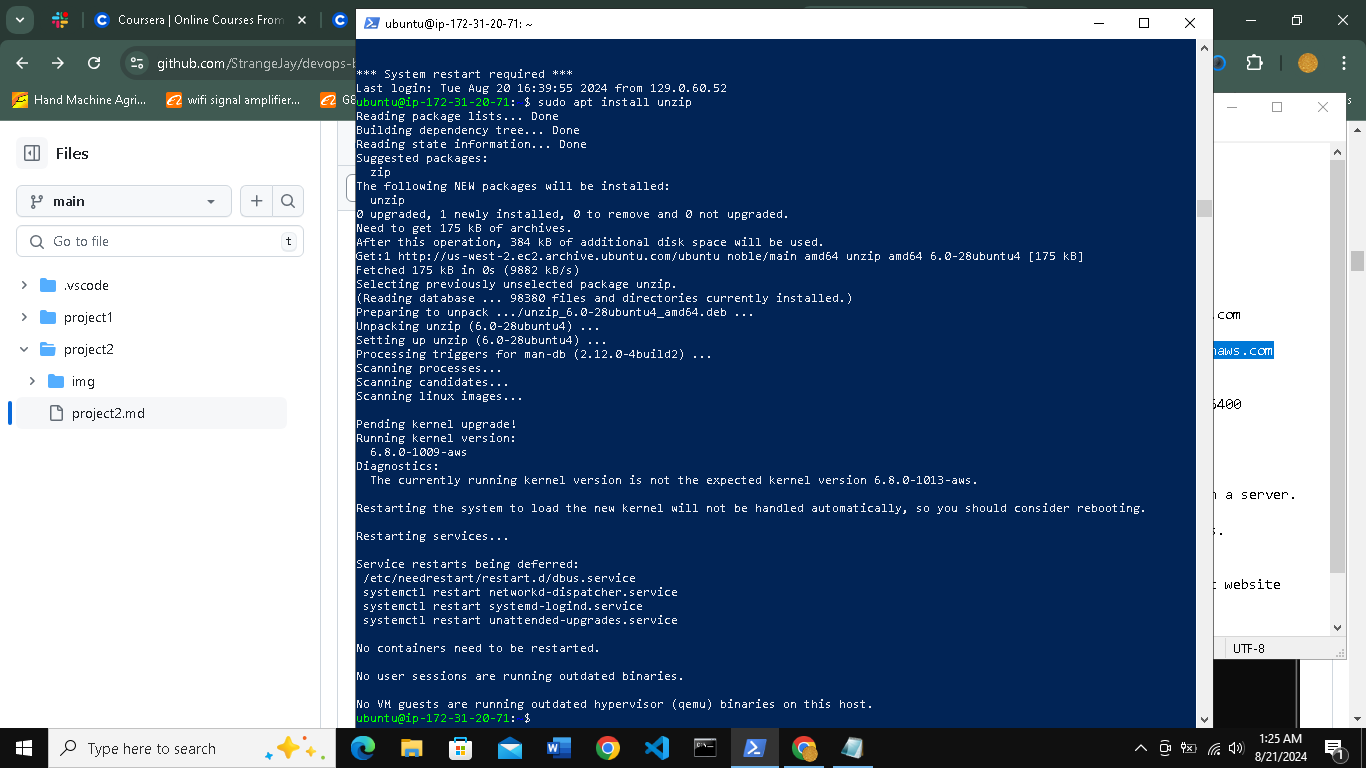 Coursera | Online Courses From
ubuntu@ip-172-31-20-71: ~
github.com/StrangeJay/devops-b
Hand Machine Agri...
wifi signal amplifier...
G8
Files
main
Go to file
t
.vscode
project1
project2
img
project2.md
*** System restart required ***
Last login: Tue Aug 20 16:39:55 2024 from 129.0.60.52
ubuntu@ip-172-31-20-71:~$ sudo apt install unzip
Reading package lists... Done
Building dependency tree... Done
Reading state information... Done
Suggested packages:
  zip
The following NEW packages will be installed:
  unzip
0 upgraded, 1 newly installed, 0 to remove and 0 not upgraded.
Need to get 175 kB of archives.
After this operation, 384 kB of additional disk space will be used.
Get:1 http://us-west-2.ec2.archive.ubuntu.com/ubuntu noble/main amd64 unzip amd64 6.0-28ubuntu4 [175 kB]
Fetched 175 kB in 0s (9882 kB/s)
Selecting previously unselected package unzip.
(Reading database ... 98380 files and directories currently installed.)
Preparing to unpack .../unzip_6.0-28ubuntu4_amd64.deb ...
Unpacking unzip (6.0-28ubuntu4) ...
Setting up unzip (6.0-28ubuntu4) ...
Processing triggers for man-db (2.12.0-4build2) ...
Scanning processes...
Scanning candidates...
Scanning linux images...
Pending kernel upgrade!
Running kernel version:
  6.8.0-1009-aws
Diagnostics:
  The currently running kernel version is not the expected kernel version 6.8.0-1013-aws.
Restarting the system to load the new kernel will not be handled automatically, so you should consider rebooting.
Restarting services...
Service restarts being deferred:
 /etc/needrestart/restart.d/dbus.service
 systemctl restart networkd-dispatcher.service
 systemctl restart systemd-logind.service
 systemctl restart unattended-upgrades.service
No containers need to be restarted.
No user sessions are running outdated binaries.
No VM guests are running outdated hypervisor (qemu) binaries on this host.
ubuntu@ip-172-31-20-71:~$
.com
aws.com
6400
a server.
s.
website
UTF-8
Type here to search
1:25 AM
8/21/2024
1